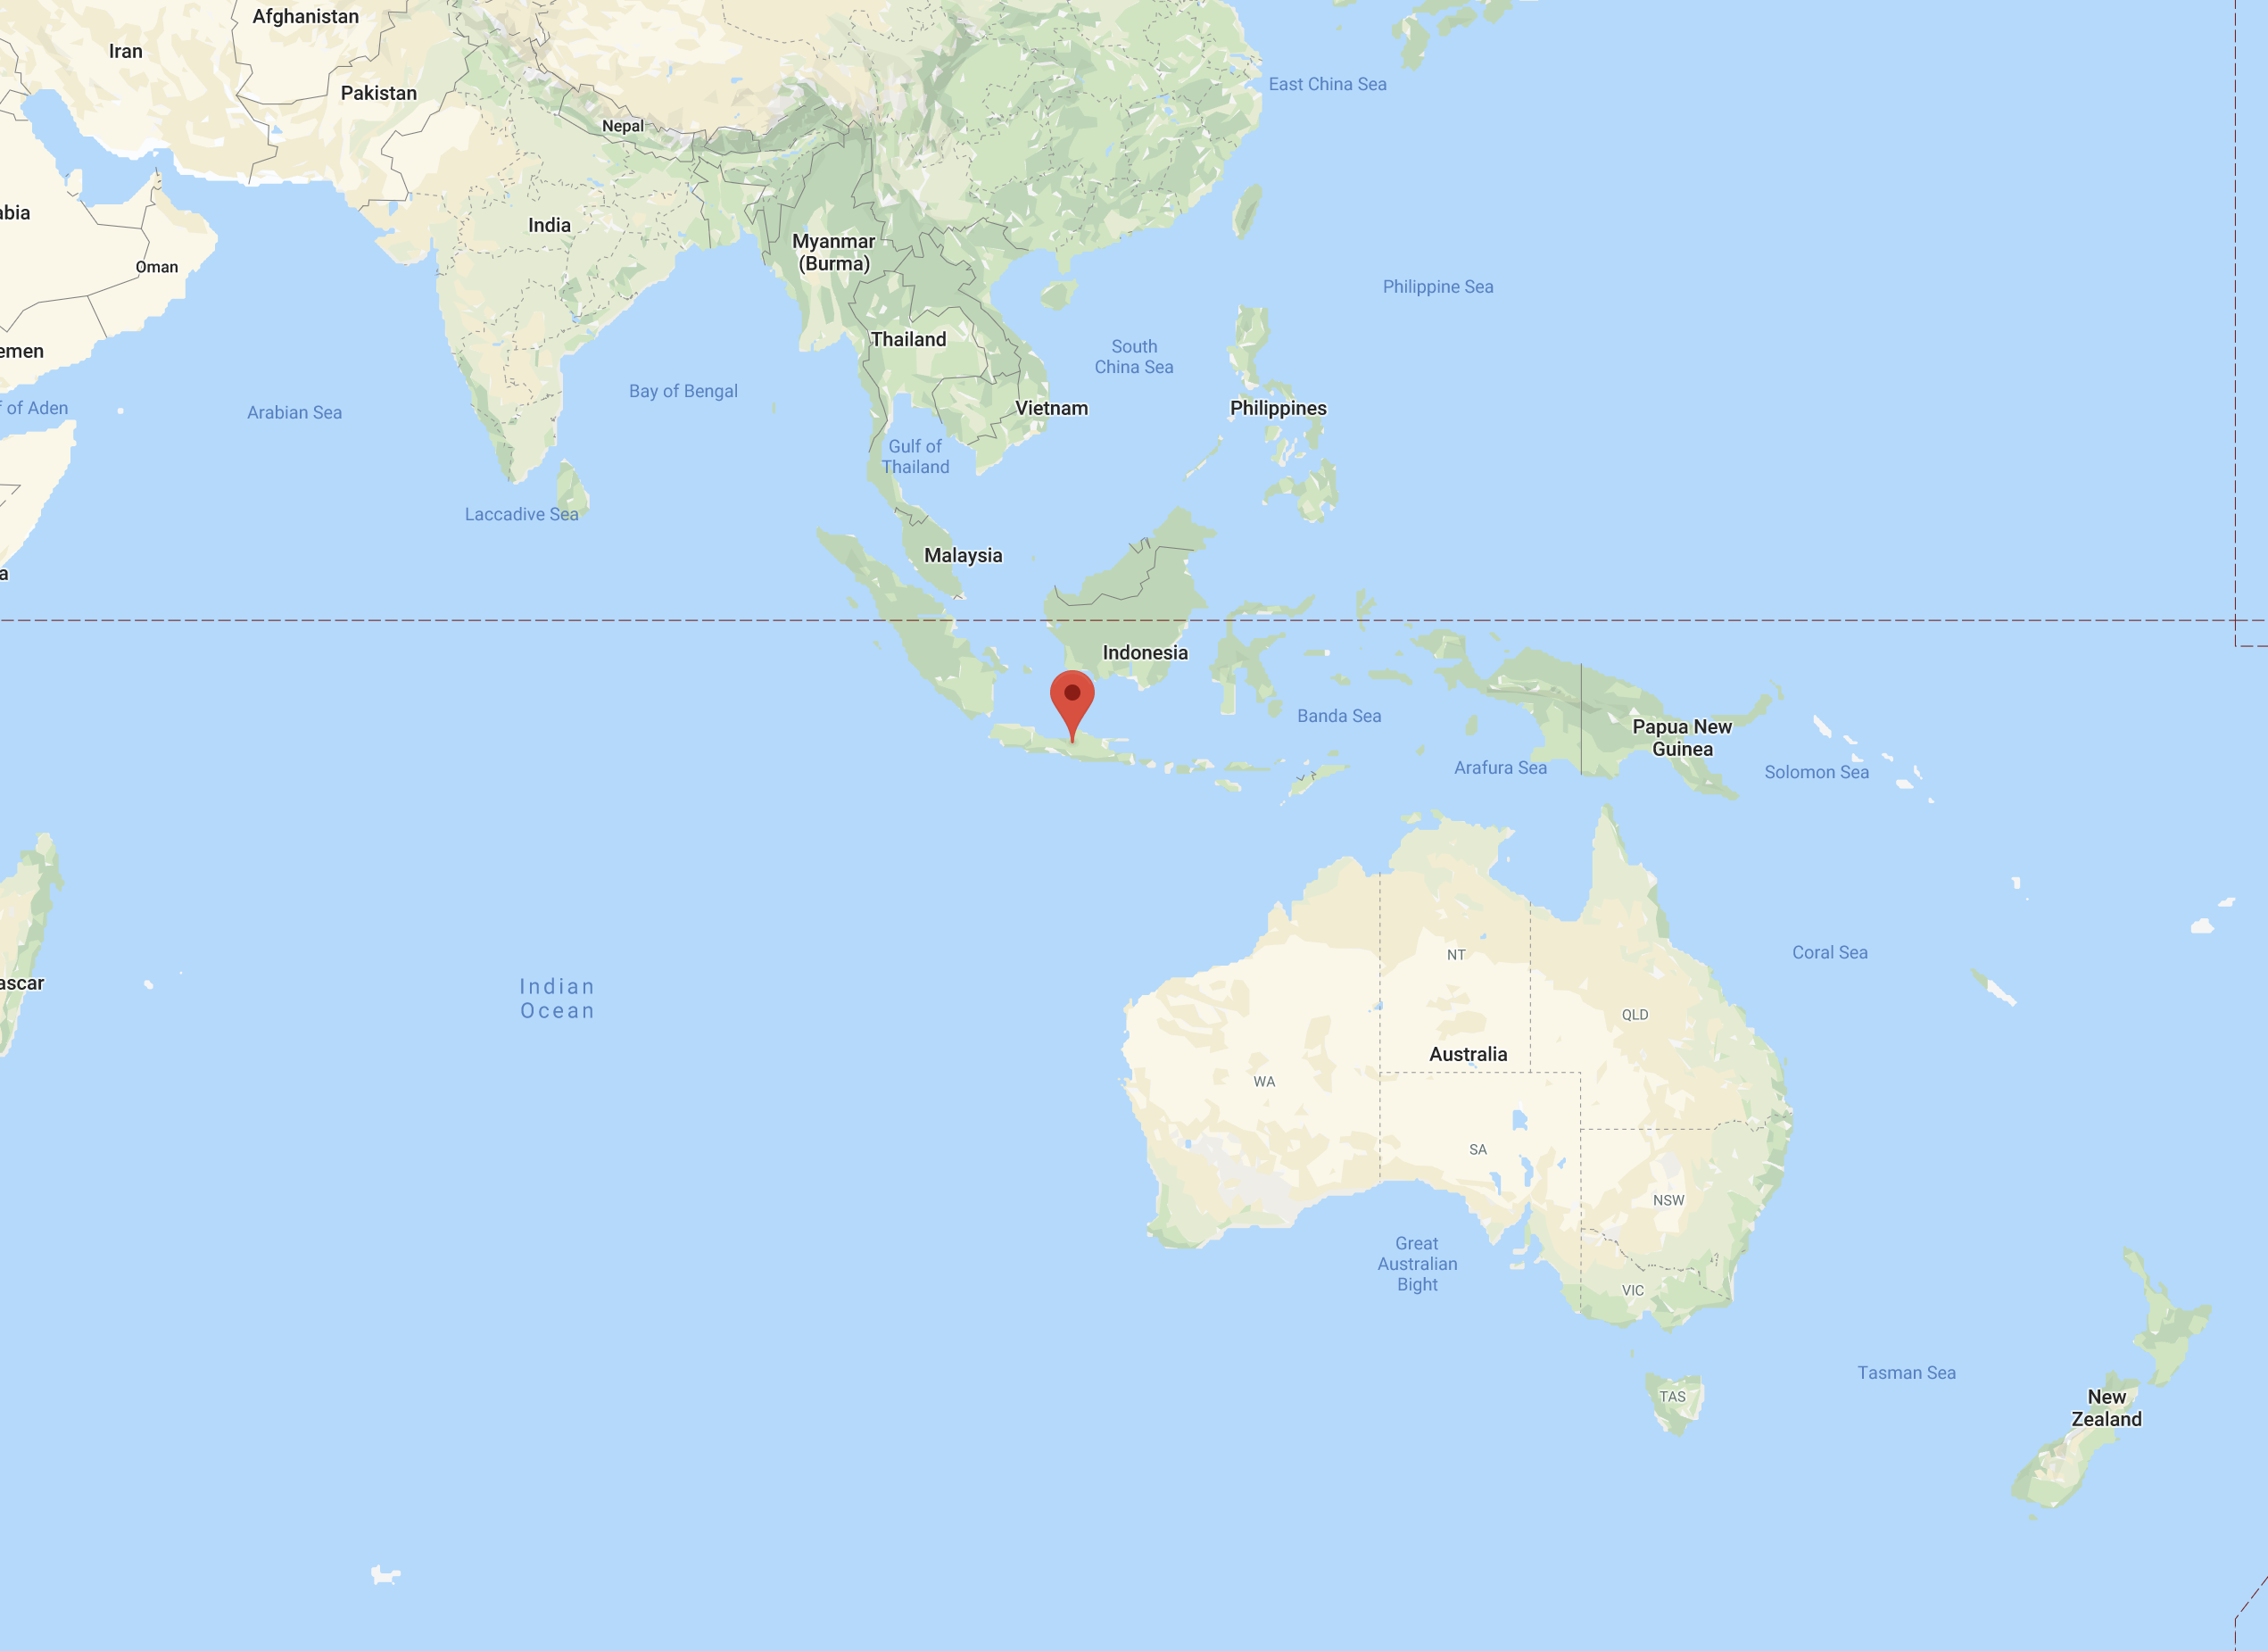 Afghanistan
Iran
Pakistan
East China Sea
Nepal
abia
India
Myanmar
(Burma)
Oman
Philippine Sea
Thailand
emen
South
China Sea
Bay of Bengal
f of Aden
Arabian Sea
Vietnam
Philippines
Gulf of
Thailand
Laccadive Sea
Malaysia
a
Indonesia
Banda Sea
Papua New
Guinea
Arafura Sea
Solomon Sea
NT
Coral Sea
ascar
Indian
Ocean
QLD
Australia
WA
SA
NSW
Great
Australian
Bight
VIC
Tasman Sea
TAS
New
Zealand